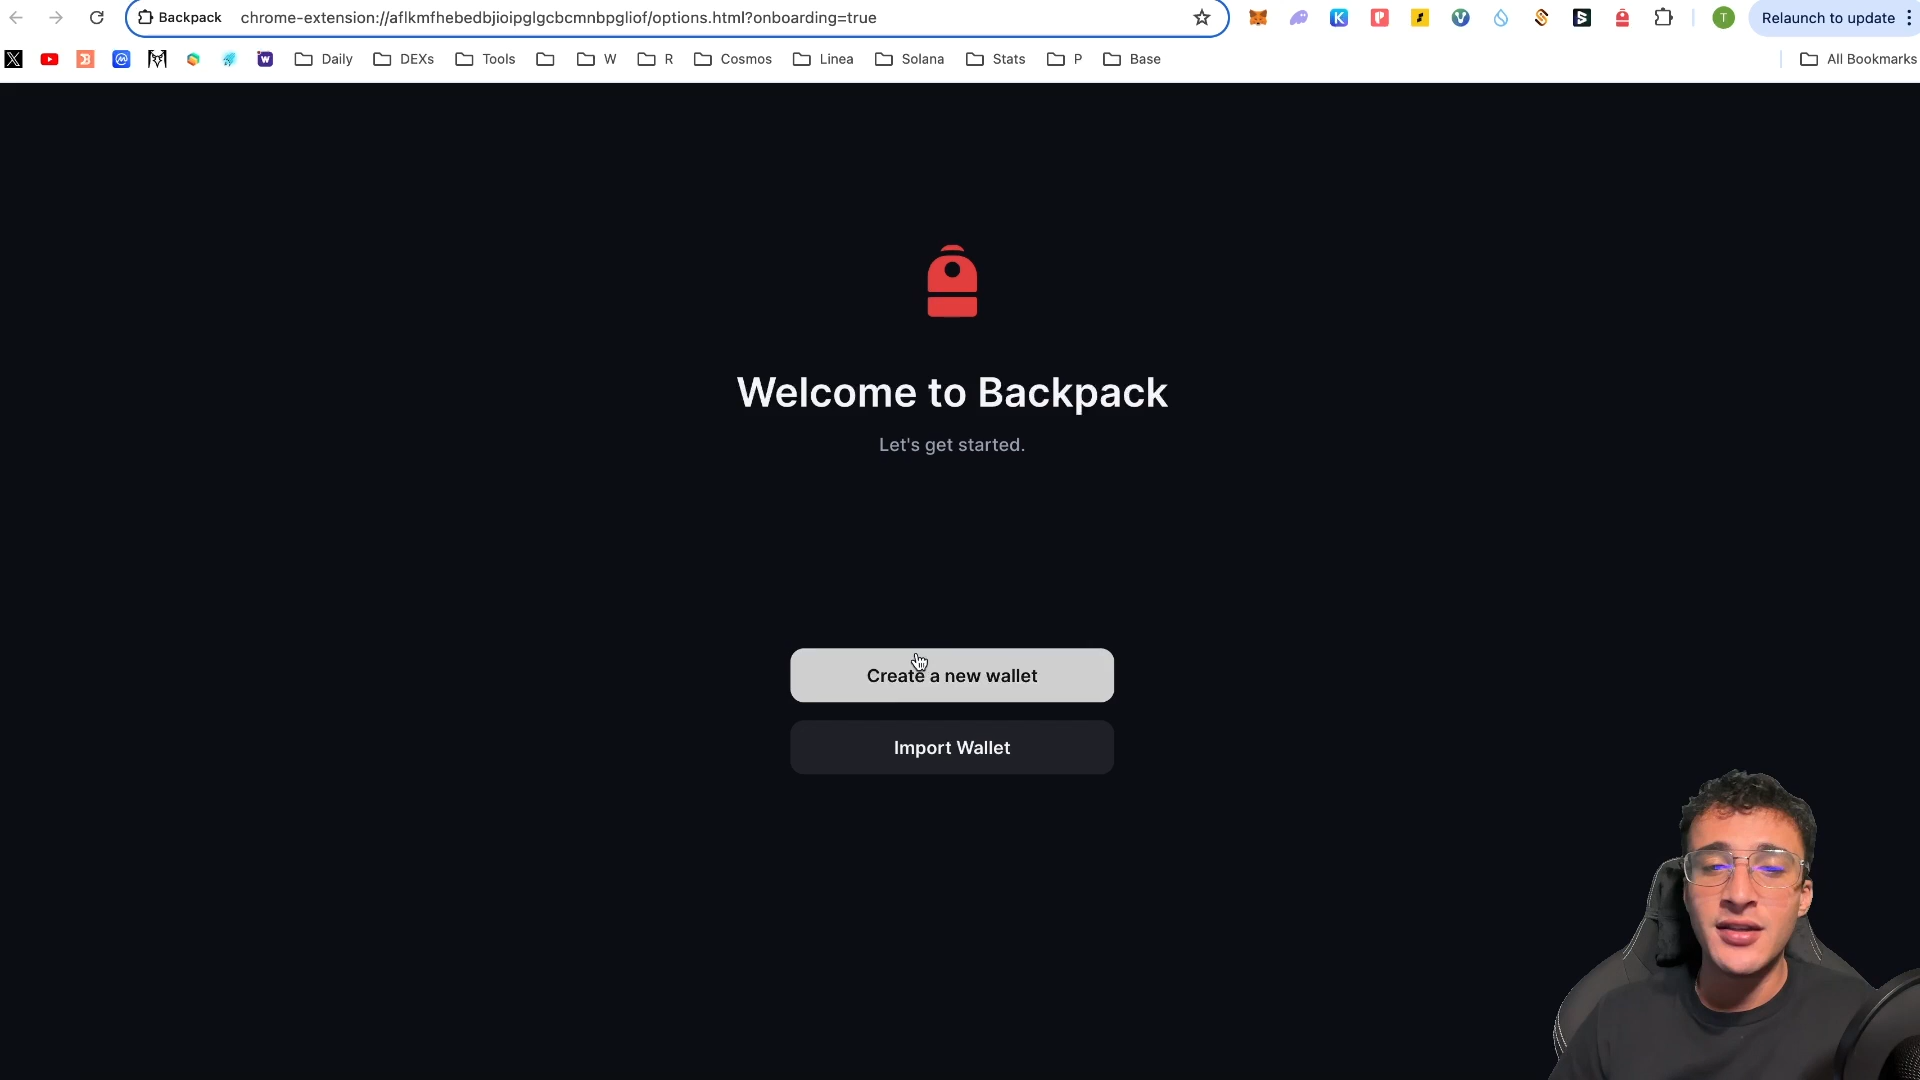 Backpack chrome-extension://aflkmfhebedbjioipglgcbcmnbpgliof/options.html?onboarding=true T Relaunch to update
Daily DEXs Tools W R Cosmos Linea Solana Stats P Base All Bookmarks
Welcome to Backpack
Let's get started.
Create a new wallet
Import Wallet